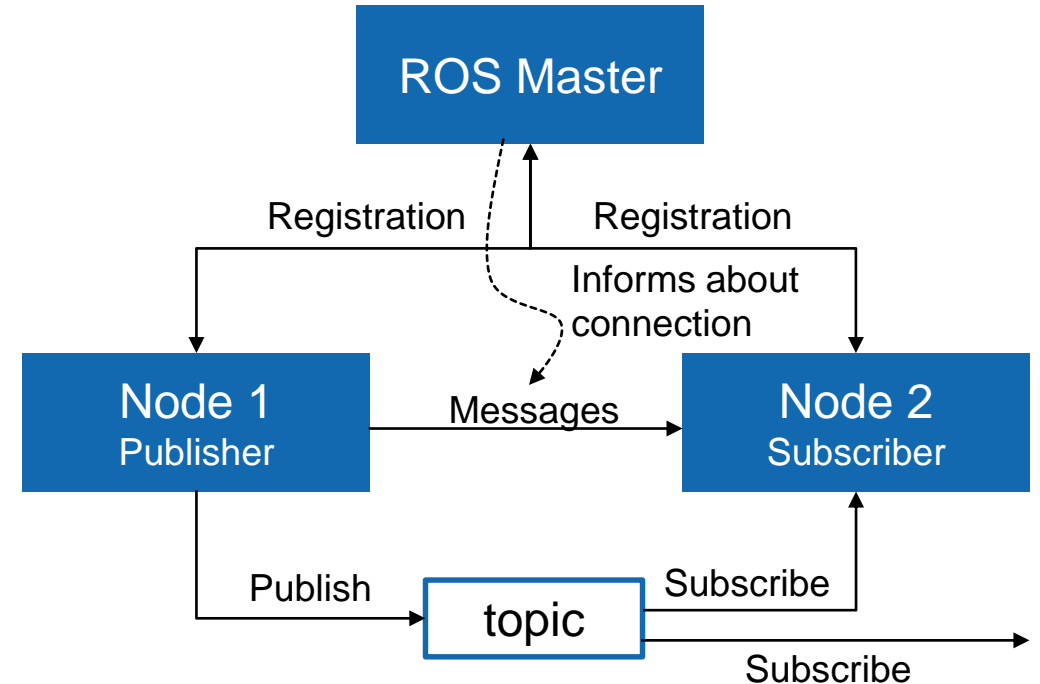 ROS Master
Registration
Registration
Informs about
connection
Node 1
Publisher
Messages
Node 2
Subscriber
Publish
topic
Subscribe
Subscribe